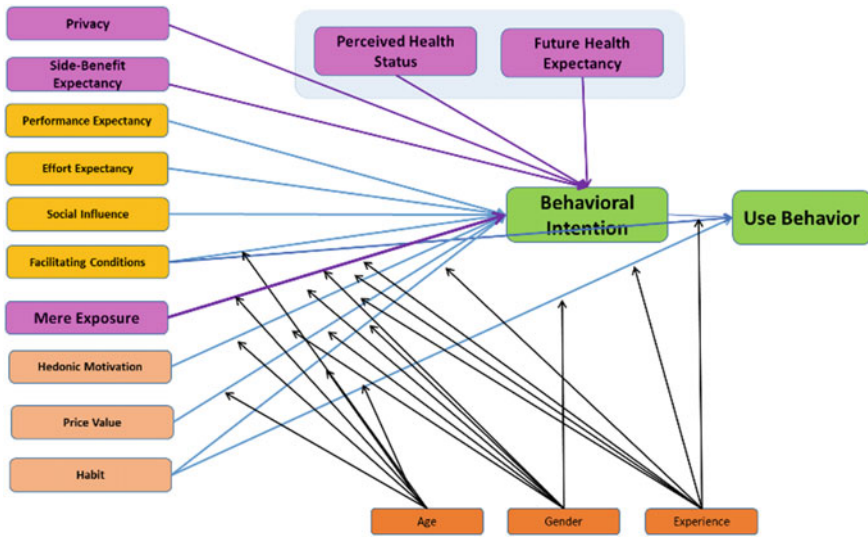 Privacy
Perceived Health
Status
Future Health
Expectancy
Side-Benefit
Expectancy
Performance Expectancy
Effort Expectancy
Social Influence
Behavioral
Intention
Use Behavior
Facilitating Conditions
Mere Exposure
Hedonic Motivation
Price Value
Habit
Age
Gender
Experience